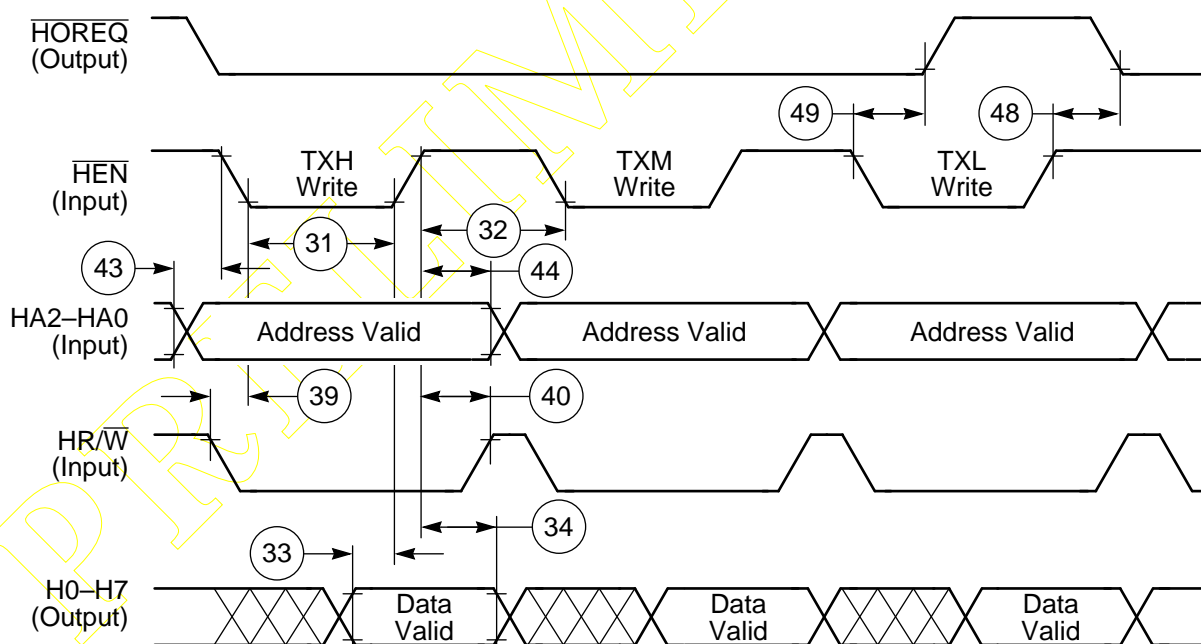 HOREQ
(Output)
49
48
HEN
(Input)
TXH
Write
TXM
Write
TXL
Write
31
32
43
44
HA2–HA0
(Input)
Address Valid
Address Valid
Address Valid
39
40
HR/W
(Input)
34
33
H0–H7
(Output)
Data
Valid
Data
Valid
Data
Valid